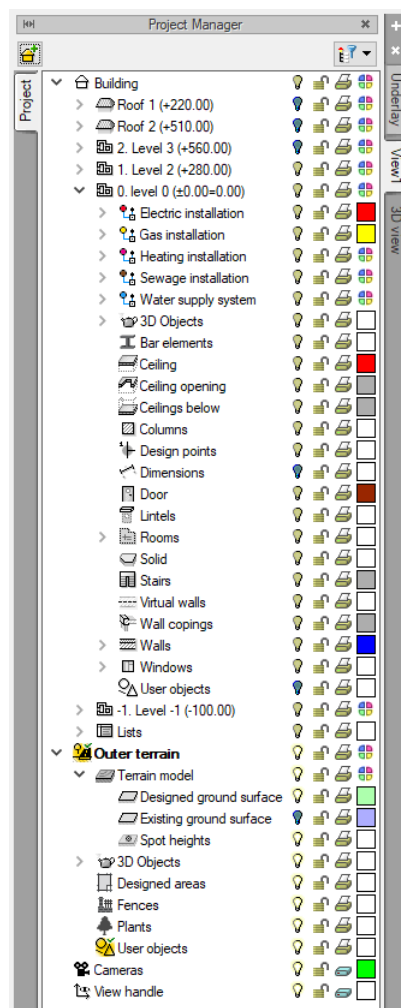 Project Manager
Project
Underlay
View1
3D view
Building
Roof 1 (+220.00)
Roof 2 (+510.00)
2. Level 3 (+560.00)
1. Level 2 (+280.00)
0. level 0 (±0.00=0.00)
Electric installation
Gas installation
Heating installation
Sewage installation
Water supply system
3D Objects
Bar elements
Ceiling
Ceiling opening
Ceilings below
Columns
Design points
Dimensions
Door
Lintels
Rooms
Solid
Stairs
Virtual walls
Wall copings
Walls
Windows
User objects
-1. Level -1 (-100.00)
Lists
Outer terrain
Terrain model
Designed ground surface
Existing ground surface
Spot heights
3D Objects
Designed areas
Fences
Plants
User objects
Cameras
View handle